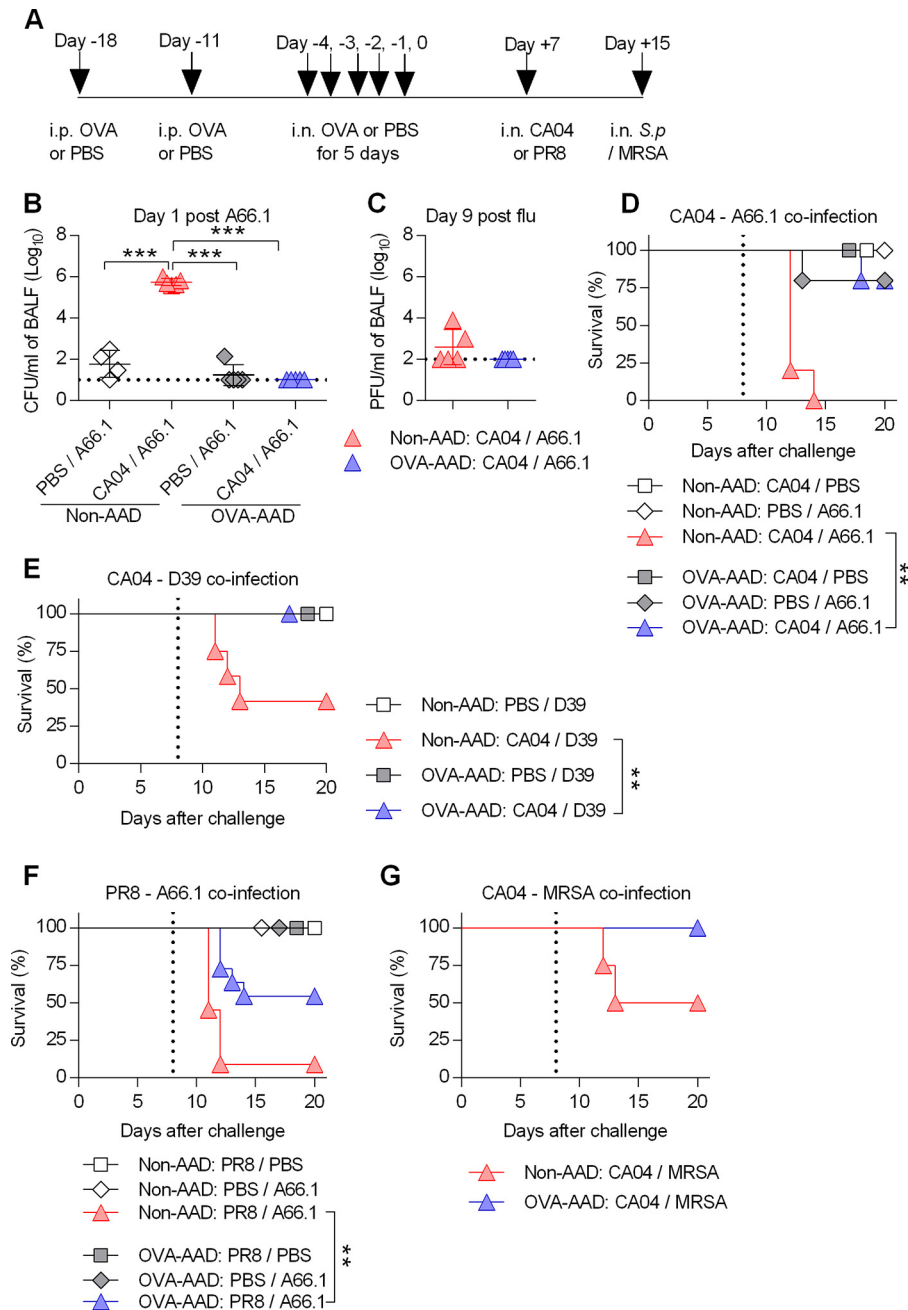 A
Day -18
Day -11
Day -4, -3, -2, -1, 0
Day +7
Day +15
i.p. OVA
or PBS
i.p. OVA
or PBS
i.n. OVA or PBS
for 5 days
i.n. CA04
or PR8
i.n. S.p
/ MRSA
B
Day 1 post A66.1
CFU/ml of BALF (Log10)
8
6
4
2
0
***
***
***
PBS / A66.1
CA04 / A66.1
PBS / A66.1
CA04 / A66.1
Non-AAD
OVA-AAD
C
Day 9 post flu
PFU/ml of BALF (log10)
8
6
4
2
0
Non-AAD: CA04 / A66.1
OVA-AAD: CA04 / A66.1
D
CA04 - A66.1 co-infection
Survival (%)
100
75
50
25
0
0 5 10 15 20
Days after challenge
Non-AAD: CA04 / PBS
Non-AAD: PBS / A66.1
Non-AAD: CA04 / A66.1
OVA-AAD: CA04 / PBS
OVA-AAD: PBS / A66.1
OVA-AAD: CA04 / A66.1
**
E
CA04 - D39 co-infection
Survival (%)
100
75
50
25
0
0 5 10 15 20
Days after challenge
Non-AAD: PBS / D39
Non-AAD: CA04 / D39
OVA-AAD: PBS / D39
OVA-AAD: CA04 / D39
**
F
PR8 - A66.1 co-infection
Survival (%)
100
75
50
25
0
0 5 10 15 20
Days after challenge
Non-AAD: PR8 / PBS
Non-AAD: PBS / A66.1
Non-AAD: PR8 / A66.1
OVA-AAD: PR8 / PBS
OVA-AAD: PBS / A66.1
OVA-AAD: PR8 / A66.1
**
G
CA04 - MRSA co-infection
Survival (%)
100
75
50
25
0
0 5 10 15 20
Days after challenge
Non-AAD: CA04 / MRSA
OVA-AAD: CA04 / MRSA